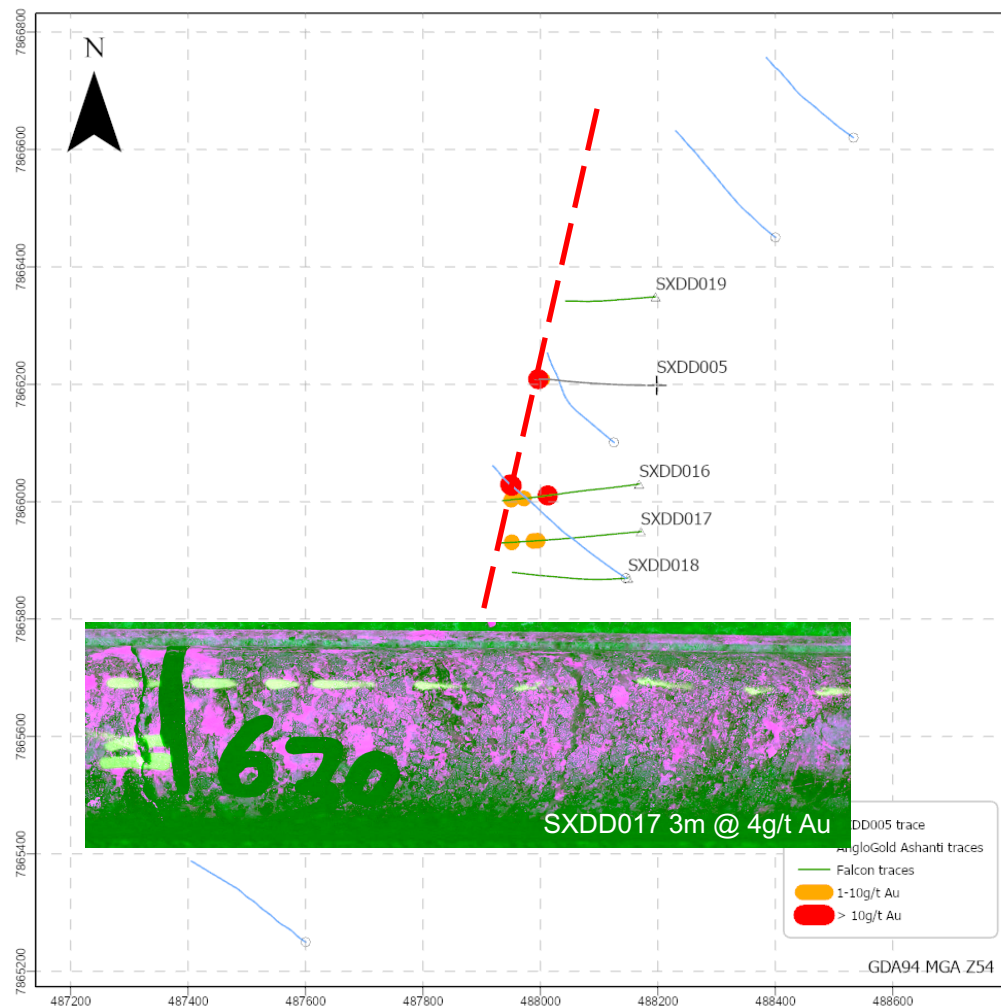 N
7866800
7866600
7866400
7866200
7866000
7865800
7865600
7865400
7865200
SXDD019
SXDD005
SXDD016
SXDD017
SXDD018
670
SXDD017 3m @ 4g/t Au
DD005 trace
AngloGold Ashanti traces
Falcon traces
1-10g/t Au
> 10g/t Au
GDA94 MGA Z54
487200 487400 487600 487800 488000 488200 488400 488600